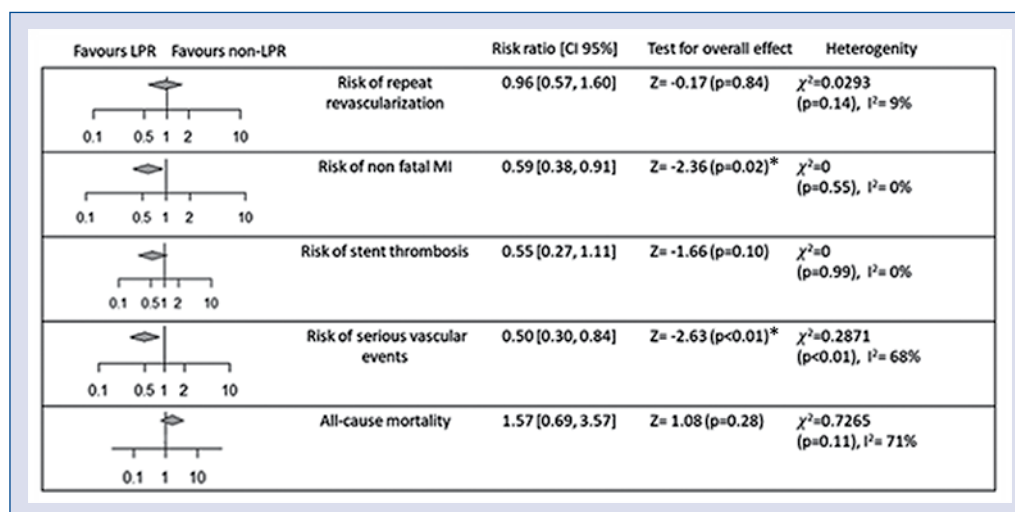 Favours LPR Favours non-LPR Risk ratio [CI 95%] Test for overall effect Heterogenity
Risk of repeat revascularization 0.96 [0.57, 1.60] Z= -0.17 (p=0.84) χ²=0.0293
(p=0.14), I²= 9%
0.1 0.5 1 2 10
Risk of non fatal MI 0.59 [0.38, 0.91] Z= -2.36 (p=0.02)* χ²=0
(p=0.55), I²= 0%
0.1 0.5 1 2 10
Risk of stent thrombosis 0.55 [0.27, 1.11] Z= -1.66 (p=0.10) χ²=0
(p=0.99), I²= 0%
0.1 0.5 1 2 10
Risk of serious vascular events 0.50 [0.30, 0.84] Z= -2.63 (p<0.01)* χ²=0.2871
(p<0.01), I²= 68%
0.1 0.5 1 2 10
All-cause mortality 1.57 [0.69, 3.57] Z= 1.08 (p=0.28) χ²=0.7265
(p=0.11), I²= 71%
0.1 1 10